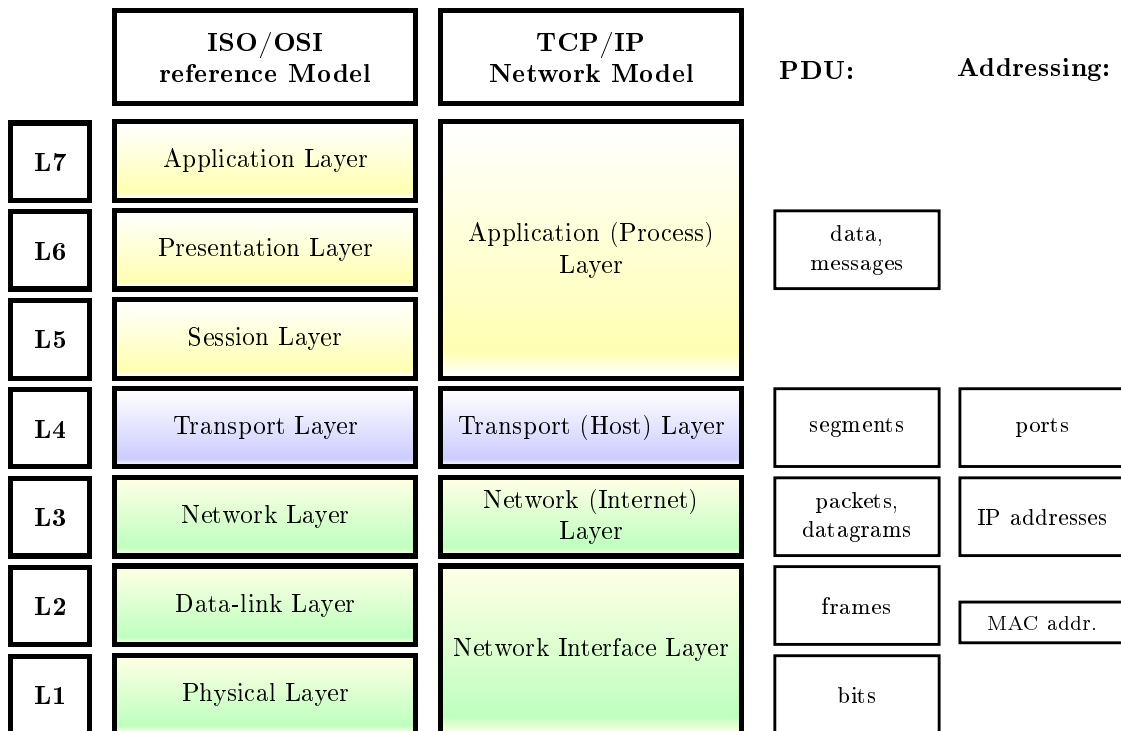 ISO/OSI
reference Model
TCP/IP
Network Model
PDU:
Addressing:
L7
Application Layer
Application (Process)
Layer
L6
Presentation Layer
data,
messages
L5
Session Layer
L4
Transport Layer
Transport (Host) Layer
segments
ports
L3
Network Layer
Network (Internet)
Layer
packets,
datagrams
IP addresses
L2
Data-link Layer
Network Interface Layer
frames
MAC addr.
L1
Physical Layer
bits